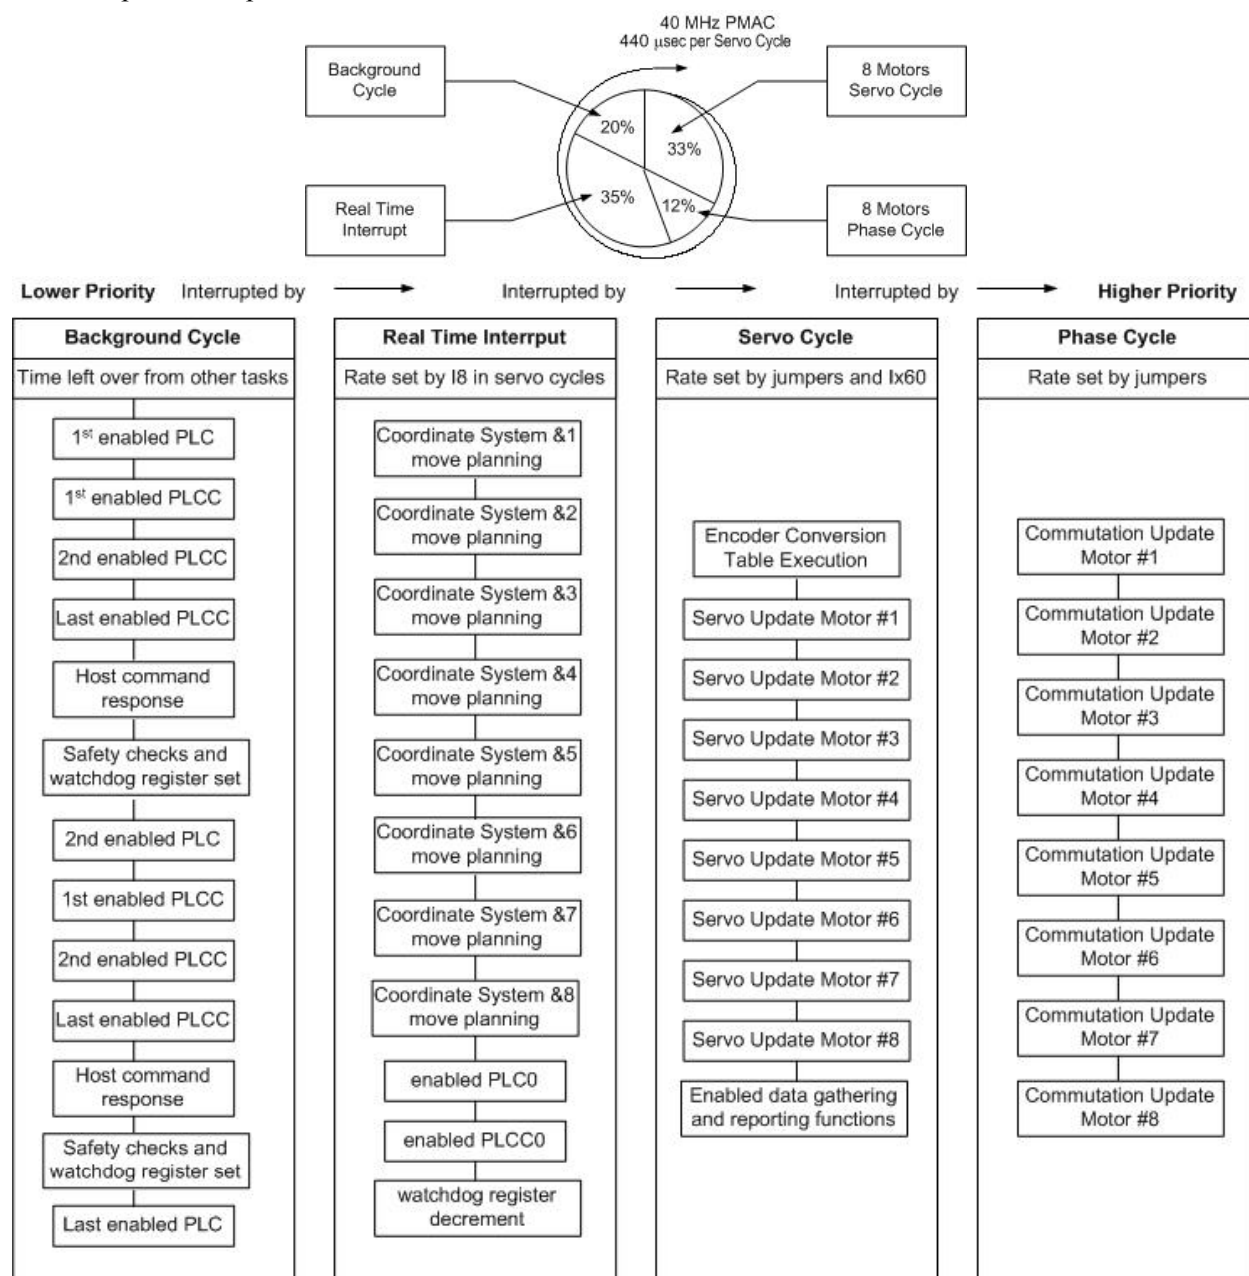 40 MHz PMAC
440 μsec per Servo Cycle
Background
Cycle
8 Motors
Servo Cycle
20%
33%
35%
12%
Real Time
Interrupt
8 Motors
Phase Cycle
Lower Priority Interrupted by Interrupted by Interrupted by Higher Priority
Background Cycle
Time left over from other tasks
1st enabled PLC
1st enabled PLCC
2nd enabled PLCC
Last enabled PLCC
Host command
response
Safety checks and
watchdog register set
2nd enabled PLC
1st enabled PLCC
2nd enabled PLCC
Last enabled PLCC
Host command
response
Safety checks and
watchdog register set
Last enabled PLC
Real Time Interrput
Rate set by I8 in servo cycles
Coordinate System &1
move planning
Coordinate System &2
move planning
Coordinate System &3
move planning
Coordinate System &4
move planning
Coordinate System &5
move planning
Coordinate System &6
move planning
Coordinate System &7
move planning
Coordinate System &8
move planning
enabled PLC0
enabled PLCC0
watchdog register
decrement
Servo Cycle
Rate set by jumpers and Ix60
Encoder Conversion
Table Execution
Servo Update Motor #1
Servo Update Motor #2
Servo Update Motor #3
Servo Update Motor #4
Servo Update Motor #5
Servo Update Motor #6
Servo Update Motor #7
Servo Update Motor #8
Enabled data gathering
and reporting functions
Phase Cycle
Rate set by jumpers
Commutation Update
Motor #1
Commutation Update
Motor #2
Commutation Update
Motor #3
Commutation Update
Motor #4
Commutation Update
Motor #5
Commutation Update
Motor #6
Commutation Update
Motor #7
Commutation Update
Motor #8